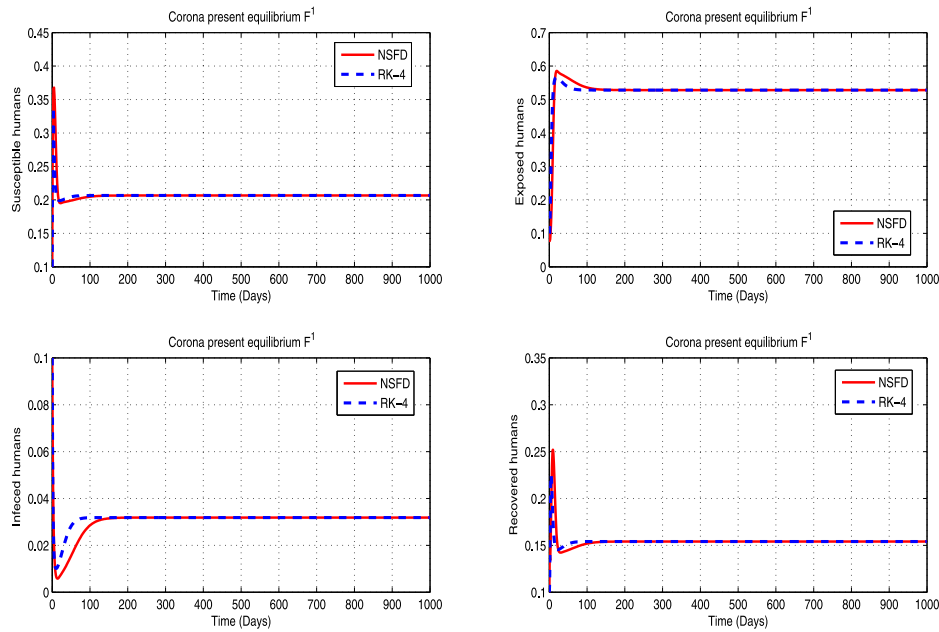 Corona present equilibrium F¹
0.45
0.4
0.35
0.3
0.25
0.2
0.15
0.1
Susceptible humans
NSFD
RK-4
0 100 200 300 400 500 600 700 800 900 1000
Time (Days)
Corona present equilibrium F¹
0.7
0.6
0.5
0.4
0.3
0.2
0.1
0
Exposed humans
NSFD
RK-4
0 100 200 300 400 500 600 700 800 900 1000
Time (Days)
Corona present equilibrium F¹
0.1
0.08
0.06
0.04
0.02
0
Infeced humans
NSFD
RK-4
0 100 200 300 400 500 600 700 800 900 1000
Time (Days)
Corona present equilibrium F¹
0.35
0.3
0.25
0.2
0.15
0.1
Recovered humans
NSFD
RK-4
0 100 200 300 400 500 600 700 800 900 1000
Time (Days)